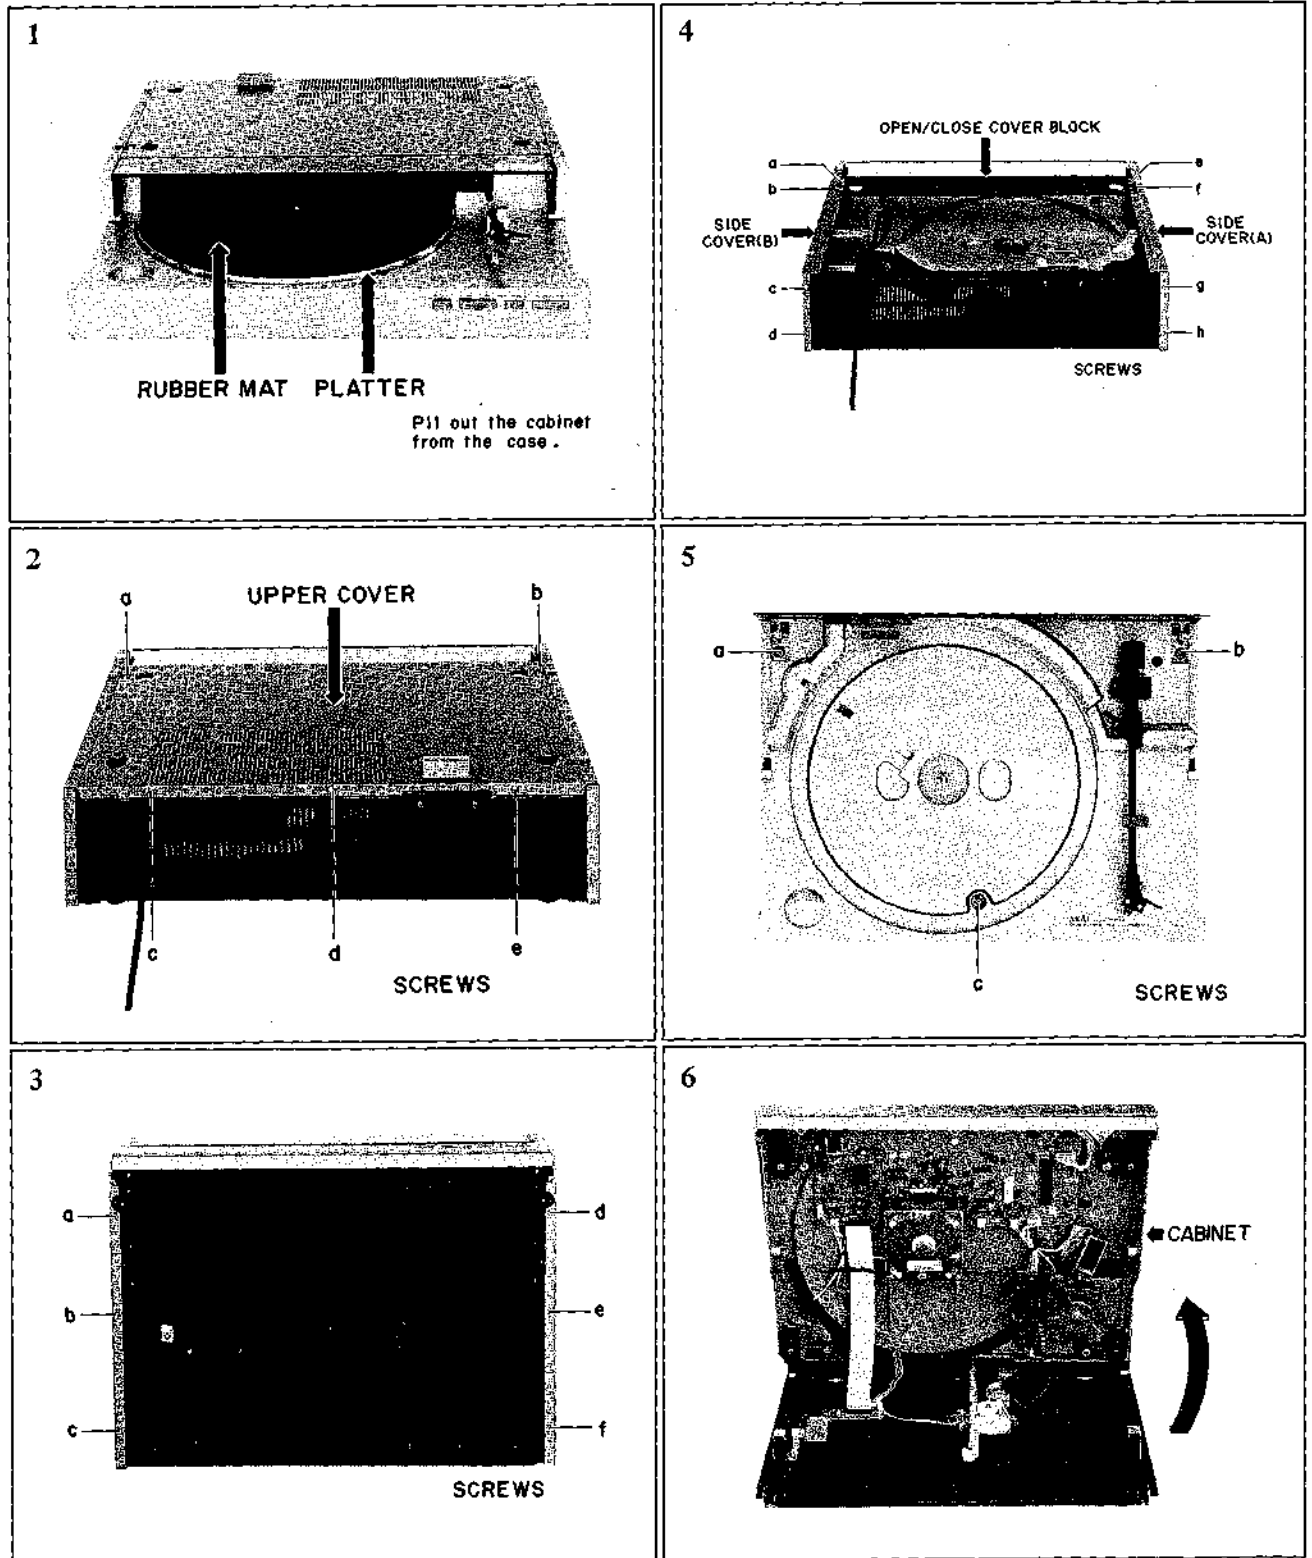 1
RUBBER MAT PLATTER
Pll out the cabinet
from the case.
2
a
UPPER COVER
b
c
d
e
SCREWS
3
a
d
b
e
c
f
SCREWS
4
OPEN/CLOSE COVER BLOCK
a
e
b
f
SIDE
COVER(B)
SIDE
COVER(A)
c
g
d
h
SCREWS
5
a
b
c
SCREWS
6
CABINET